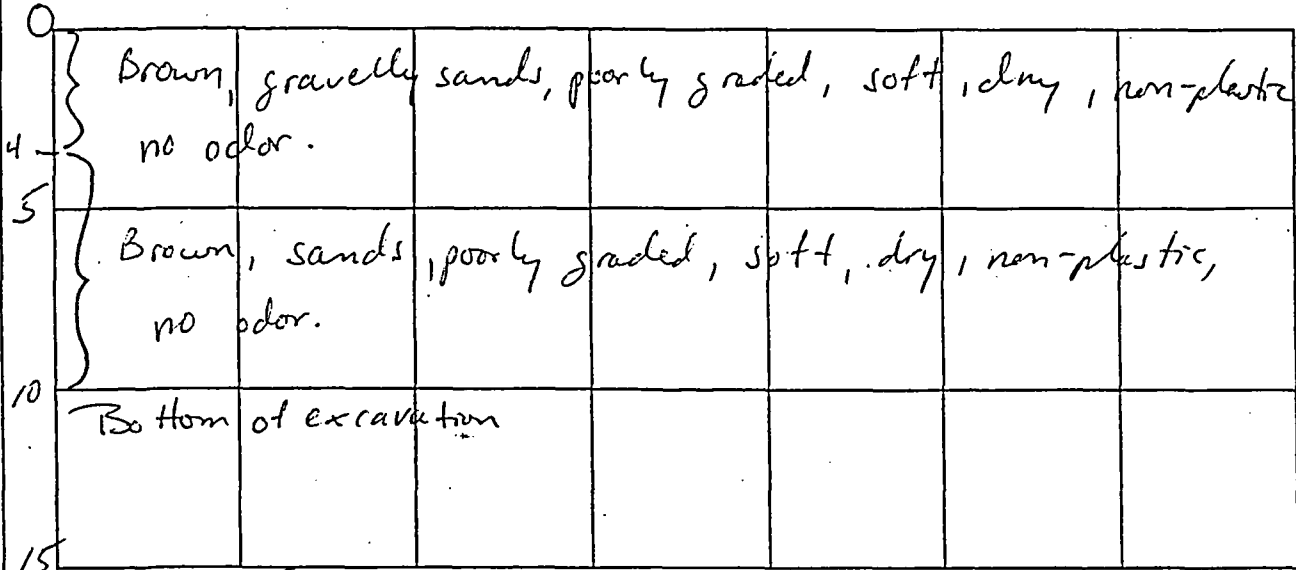 0
Brown, gravelly sands, poorly graded, soft, dry, non-plastic
no odor.
4
5
Brown, sands, poorly graded, soft, dry, non-plastic,
no odor.
10
Bottom of excavation
15